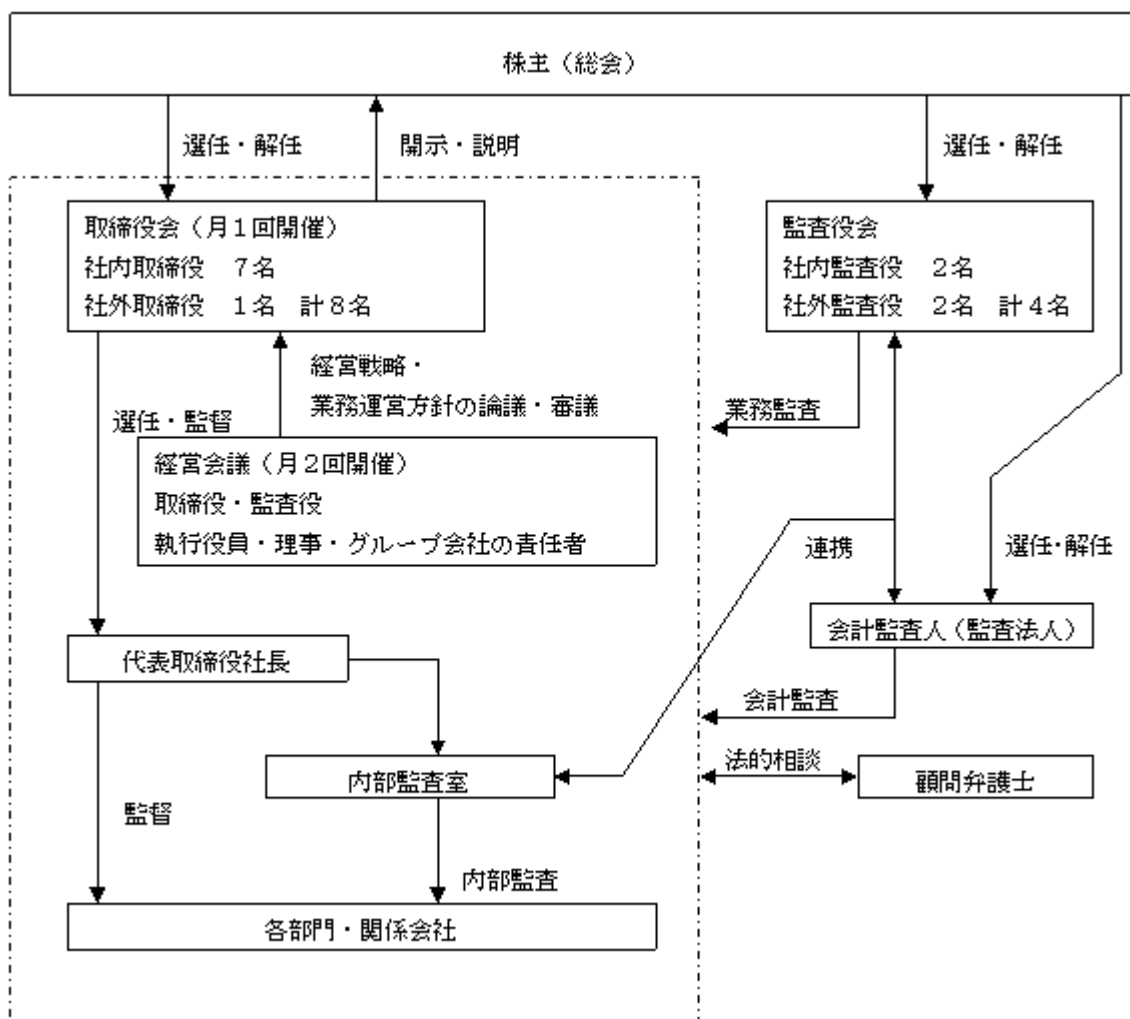 株主（総会）
選任・解任
開示・説明
選任・解任
取締役会（月１回開催）
社内取締役　７名
社外取締役　１名　計８名
監査役会
社内監査役　２名
社外監査役　２名　計４名
経営戦略・
業務運営方針の論議・審議
選任・監督
業務監査
経営会議（月２回開催）
取締役・監査役
執行役員・理事・グループ会社の責任者
連携
選任・解任
会計監査人（監査法人）
代表取締役社長
会計監査
法的相談
内部監査室
顧問弁護士
監督
内部監査
各部門・関係会社